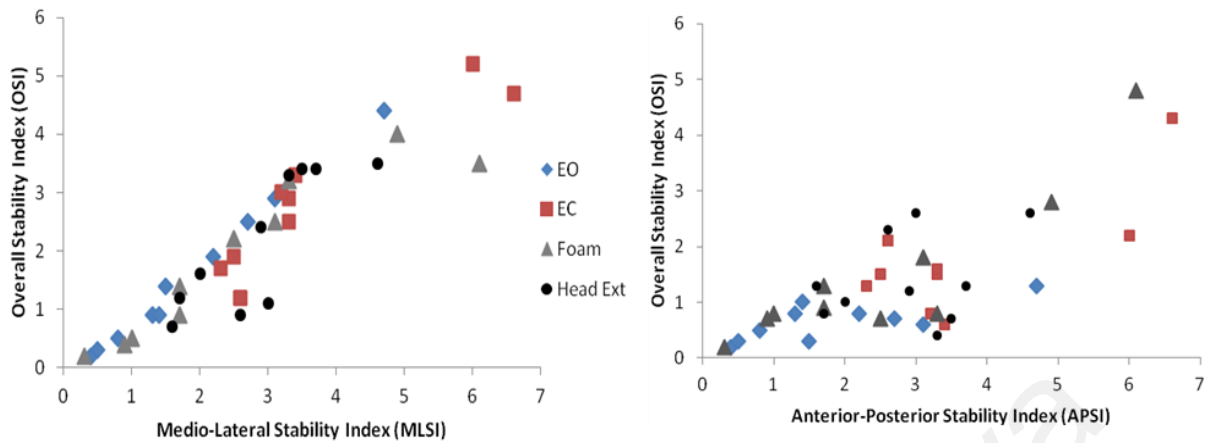 6
5
4
3
2
1
0
Overall Stability Index (OSI)
0 1 2 3 4 5 6 7
Medio-Lateral Stability Index (MLSI)
EO
EC
Foam
Head Ext
6
5
4
3
2
1
0
Overall Stability Index (OSI)
0 1 2 3 4 5 6 7
Anterior-Posterior Stability Index (APSI)